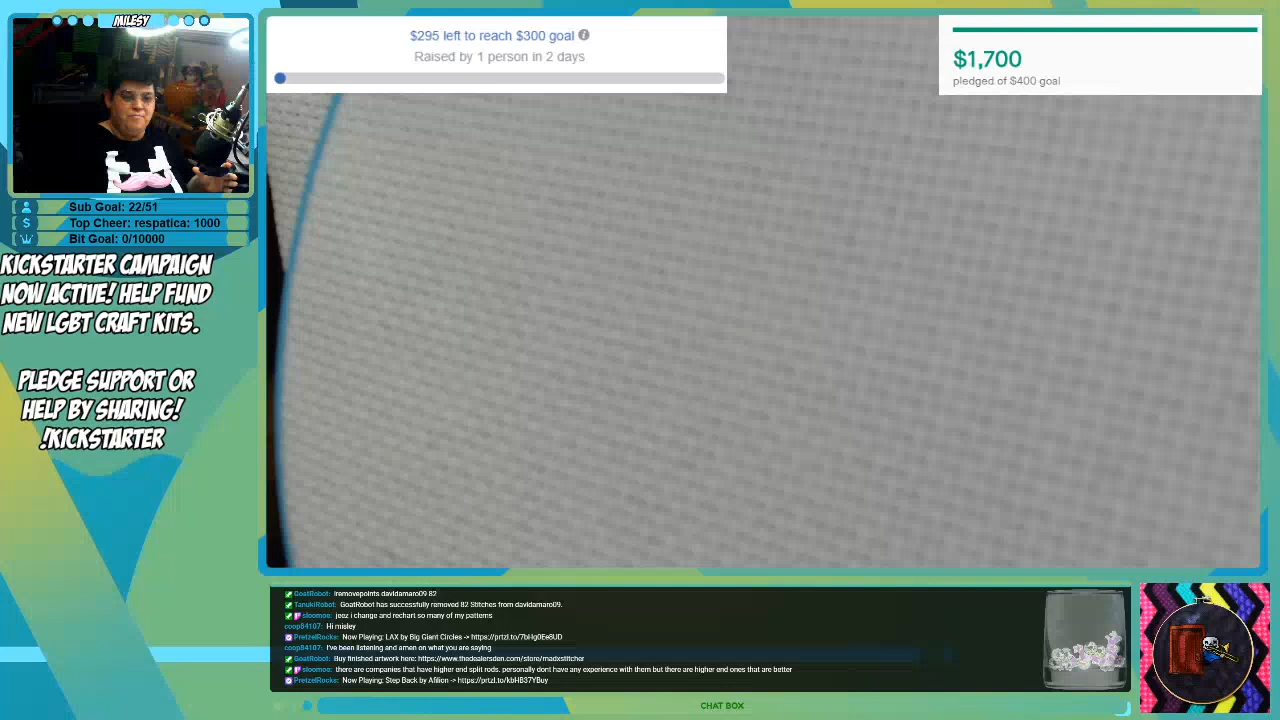 MILESY
$295 left to reach $300 goal
Raised by 1 person in 2 days
$1,700
pledged of $400 goal
Sub Goal: 22/51
Top Cheer: respatica: 1000
Bit Goal: 0/10000
KICKSTARTER CAMPAIGN
NOW ACTIVE! HELP FUND
NEW LGBT CRAFT KITS.
PLEDGE SUPPORT OR
HELP BY SHARING!
!KICKSTARTER
GoatRobot: !removepoints davidamaro09 82
TanukiRobot: GoatRobot has successfully removed 82 Stitches from davidamaro09.
sloomoe: jeez i change and rechart so many of my patterns
coop84107: Hi misley
PretzelRocks: Now Playing: LAX by Big Giant Circles -> https://prtzl.to/7bHg0Ee8UD
coop84107: I've been listening and amen on what you are saying
GoatRobot: Buy finished artwork here: https://www.thedealersden.com/store/madxstitcher
sloomoe: there are companies that have higher end split rods. personally dont have any experience with them but there are higher end ones that are better
PretzelRocks: Now Playing: Step Back by Afilion -> https://prtzl.to/kbHB37YBuy
CHAT BOX